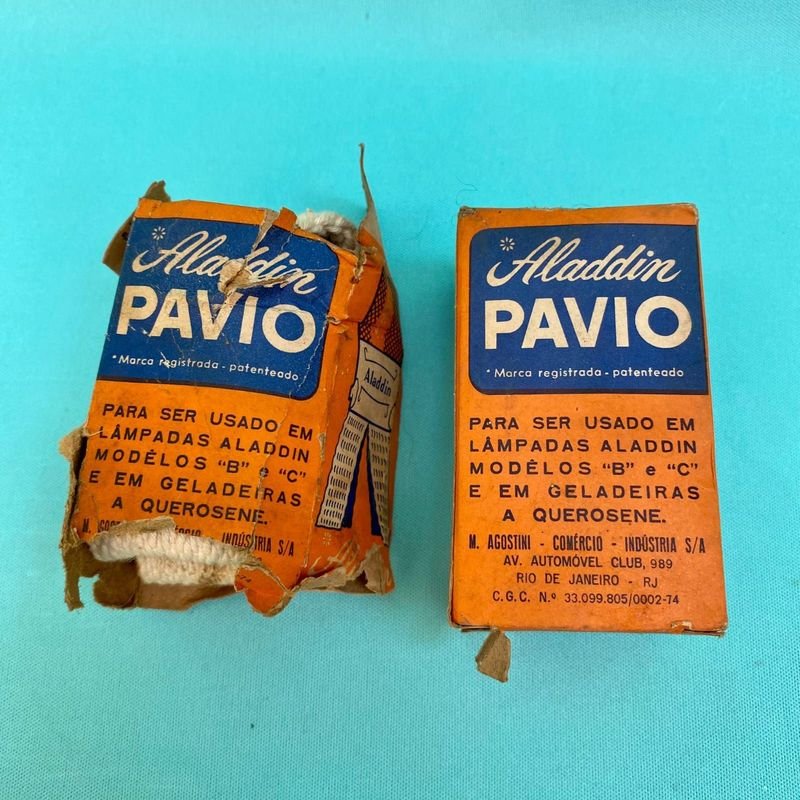 *Aladdin
PAVIO
*Marca registrada - patenteado
PARA SER USADO EM
LÂMPADAS ALADDIN
MODÊLOS "B" e "C"
E EM GELADEIRAS
A QUEROSENE.
M. INDÚSTRIA S/A
Aladdin
*Aladdin
PAVIO
*Marca registrada - patenteado
PARA SER USADO EM
LÂMPADAS ALADDIN
MODÊLOS "B" e "C"
E EM GELADEIRAS
A QUEROSENE.
M. AGOSTINI - COMÉRCIO - INDÚSTRIA S/A
AV. AUTOMÓVEL CLUB, 989
RIO DE JANEIRO - RJ
C.G.C. N.º 33.099.805/0002-74